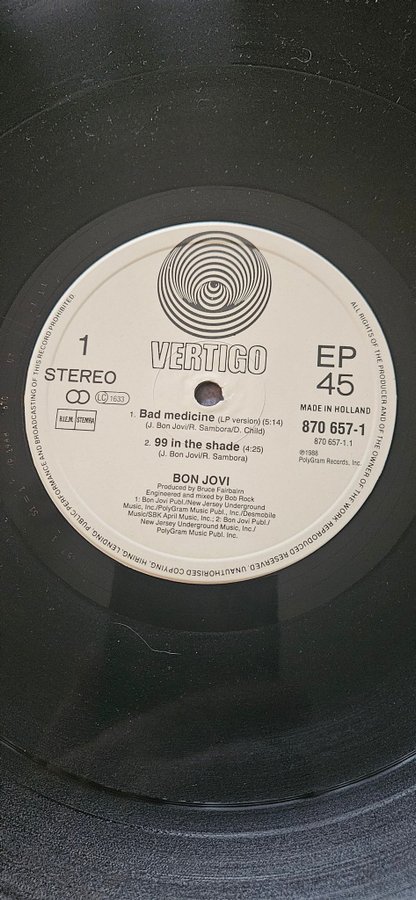 VERTIGO
1
STEREO
LC 1633
B.I.E.M. STEMRA
EP
45
MADE IN HOLLAND
870 657-1
870 657-1.1
℗1988
PolyGram Records, Inc.
1. Bad medicine (LP version) (5:14)
(J. Bon Jovi/R. Sambora/D. Child)
2. 99 in the shade (4:25)
(J. Bon Jovi/R. Sambora)
BON JOVI
Produced by Bruce Fairbairn
Engineered and mixed by Bob Rock
1: Bon Jovi Publ./New Jersey Underground
Music, Inc./PolyGram Music Publ., Inc./Desmobile
Music/SBK April Music, Inc.; 2: Bon Jovi Publ./
New Jersey Underground Music, Inc./
PolyGram Music Publ. Inc.
ALL RIGHTS OF THE PRODUCER AND OF THE OWNER OF THE WORK REPRODUCED RESERVED. UNAUTHORISED COPYING, HIRING, LENDING, PUBLIC PERFORMANCE AND BROADCASTING OF THIS RECORD PROHIBITED